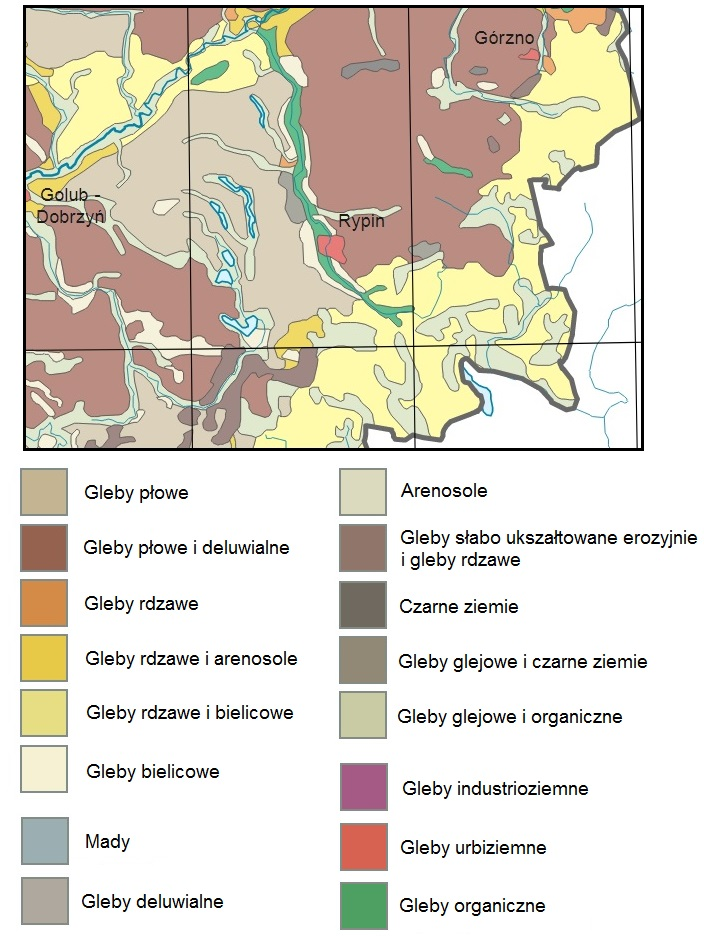 Górzno
Golub -
Dobrzyń
Rypin
Gleby płowe
Gleby płowe i deluwialne
Gleby rdzawe
Gleby rdzawe i arenosole
Gleby rdzawe i bielicowe
Gleby bielicowe
Mady
Gleby deluwialne
Arenosole
Gleby słabo ukszałtowane erozyjnie
i gleby rdzawe
Czarne ziemie
Gleby glejowe i czarne ziemie
Gleby glejowe i organiczne
Gleby industrioziemne
Gleby urbiziemne
Gleby organiczne